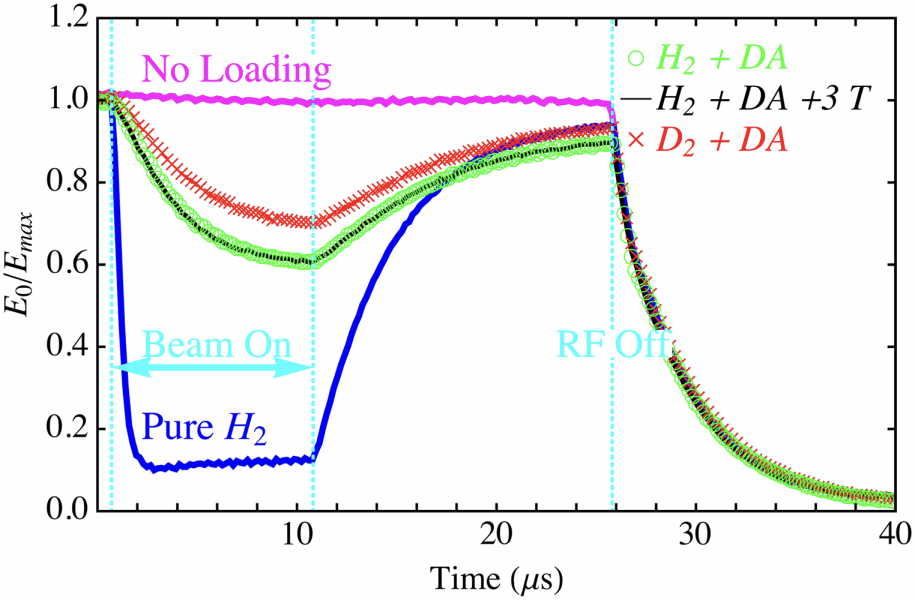 1.2
1.0
0.8
0.6
0.4
0.2
0.0
E0/Emax
No Loading
H2 + DA
H2 + DA +3 T
D2 + DA
Beam On
RF Off
Pure H2
10
20
30
40
Time (μs)